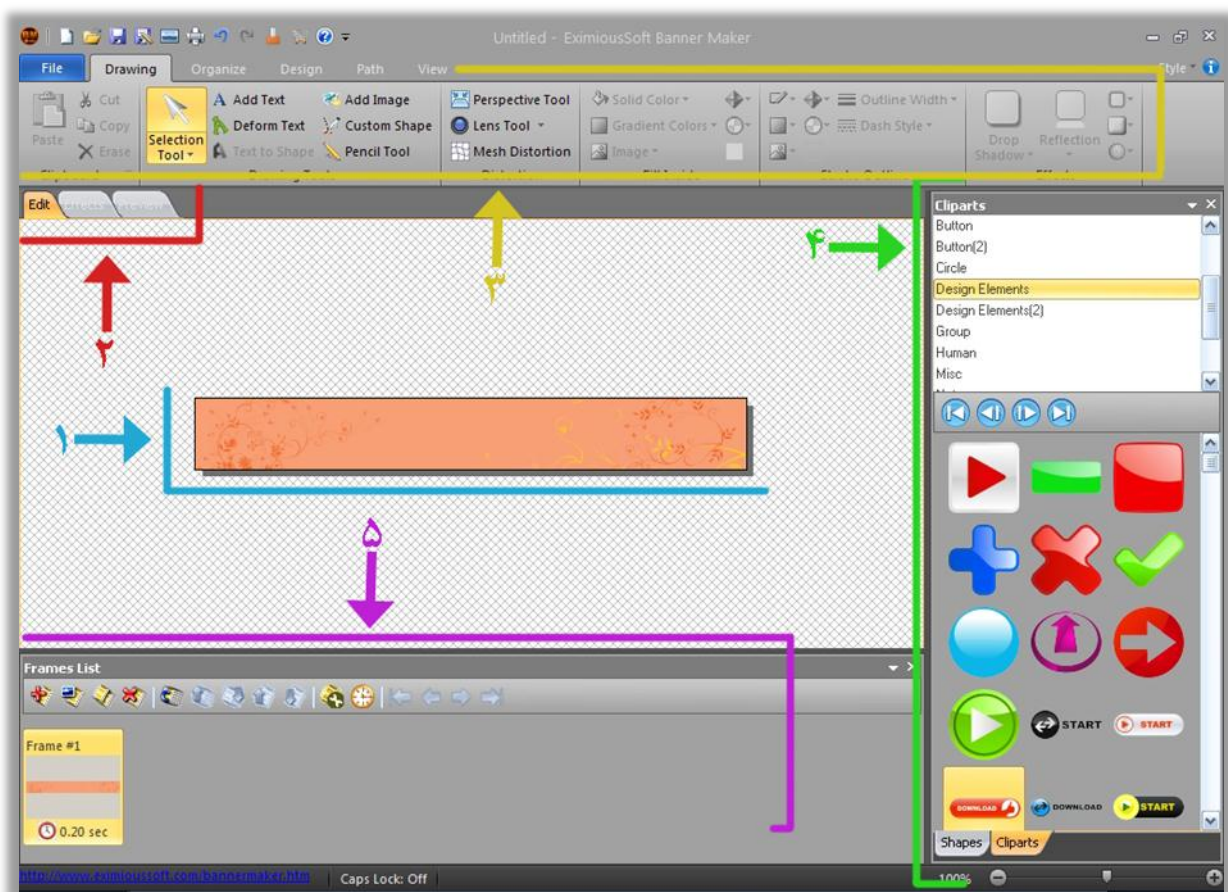 Untitled - EximiousSoft Banner Maker
File Drawing Organize Design Path View Style
Cut A Add Text Add Image Perspective Tool Solid Color Outline Width
Copy Deform Text Custom Shape Lens Tool Gradient Colors Dash Style
Paste Erase Selection Tool Text to Shape Pencil Tool Mesh Distortion Image Drop Shadow Reflection
Edit Effects Preview
۱
۲
۳
۴
۵
Cliparts
Button
Button(2)
Circle
Design Elements
Design Elements(2)
Group
Human
Misc
START START
DOWNLOAD DOWNLOAD START
Shapes Cliparts
Frames List
Frame #1
0.20 sec
http://www.eximioussoft.com/bannermaker.htm Caps Lock: Off 100%